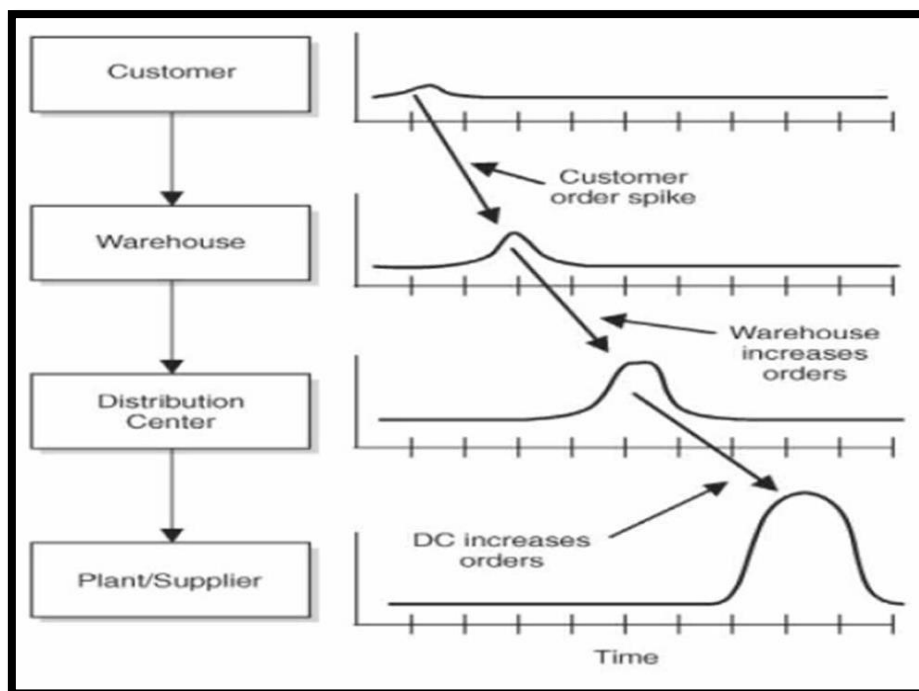 Customer
Customer
order spike
Warehouse
Warehouse
increases
orders
Distribution
Center
DC increases
orders
Plant/Supplier
Time